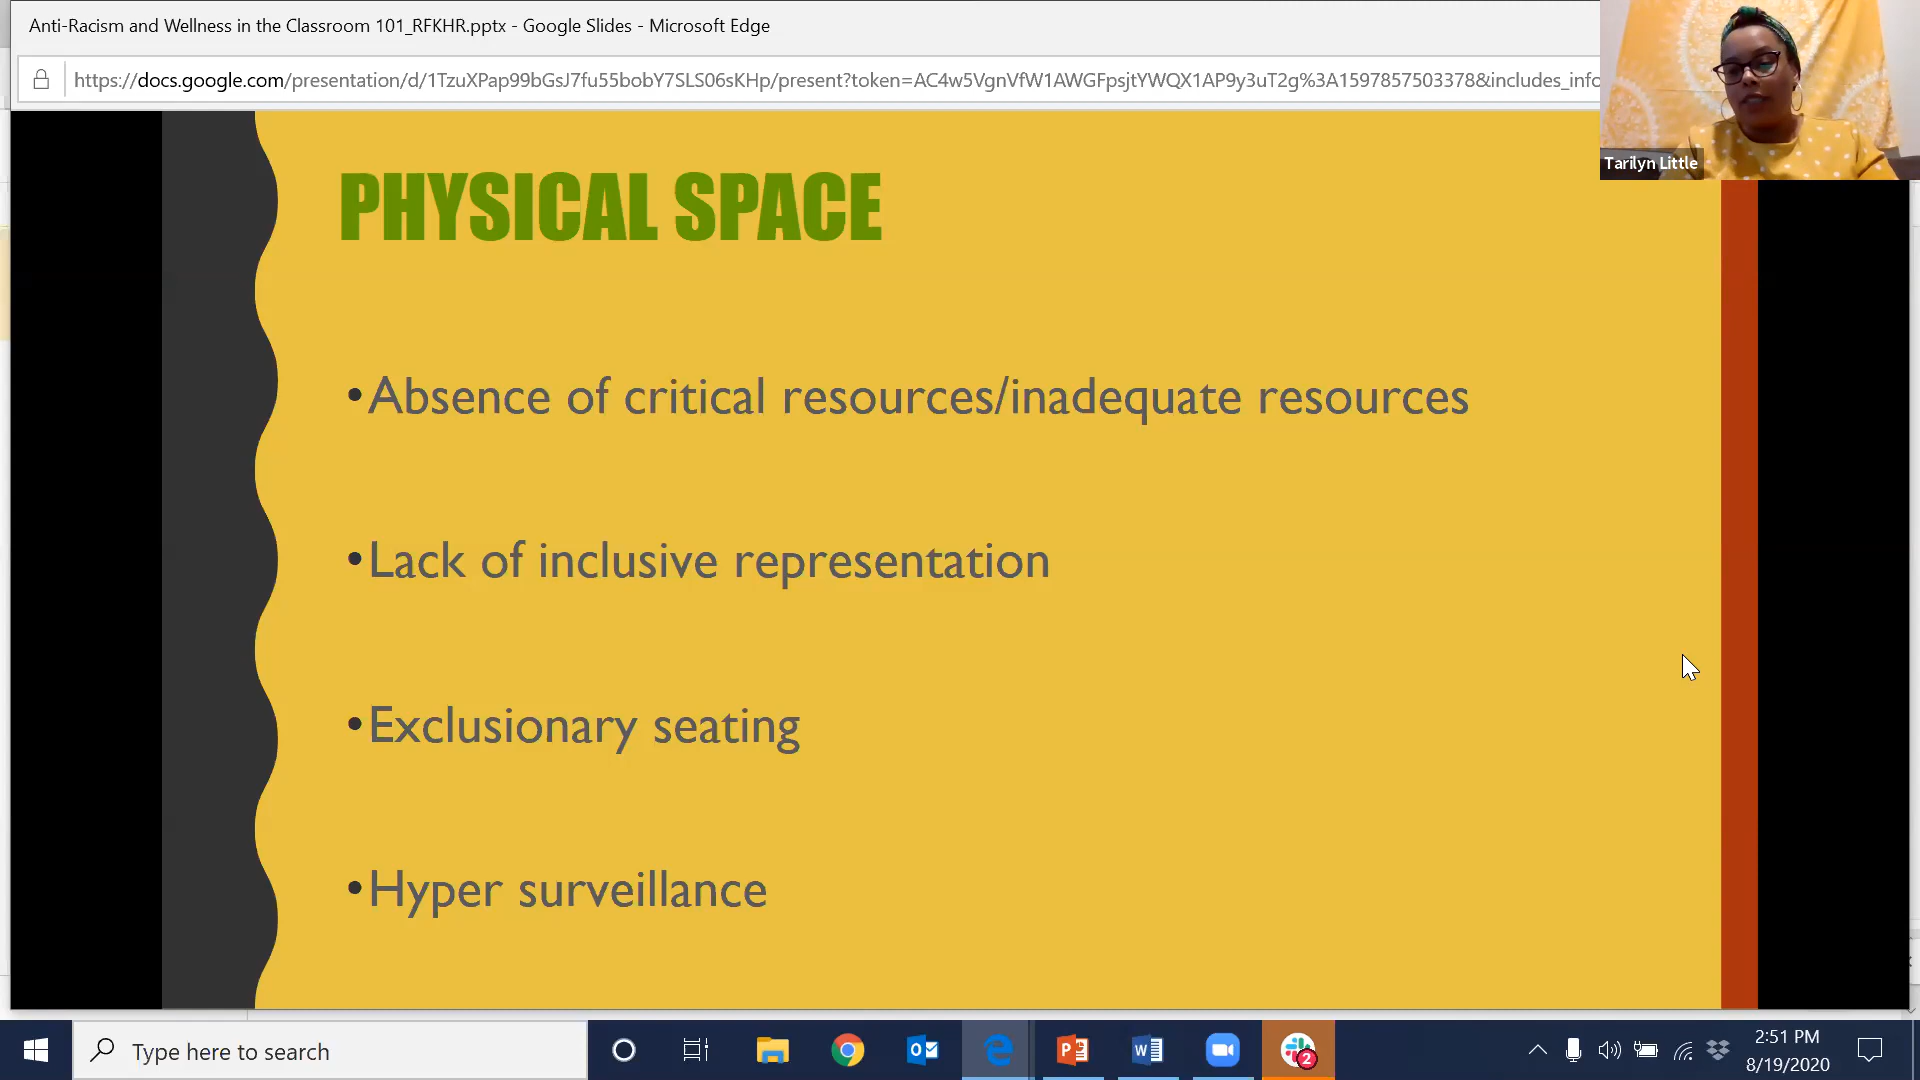 Anti-Racism and Wellness in the Classroom 101_RFKHR.pptx - Google Slides - Microsoft Edge
https://docs.google.com/presentation/d/1TzuXPap99bGsJ7fu55bobY7SLS06sKHp/present?token=AC4w5VgnVfW1AWGFpsjtYWQX1AP9y3uT2g%3A1597857503378&includes_info
Tarilyn Little
PHYSICAL SPACE
•Absence of critical resources/inadequate resources
•Lack of inclusive representation
•Exclusionary seating
•Hyper surveillance
Type here to search
2
2:51 PM
8/19/2020